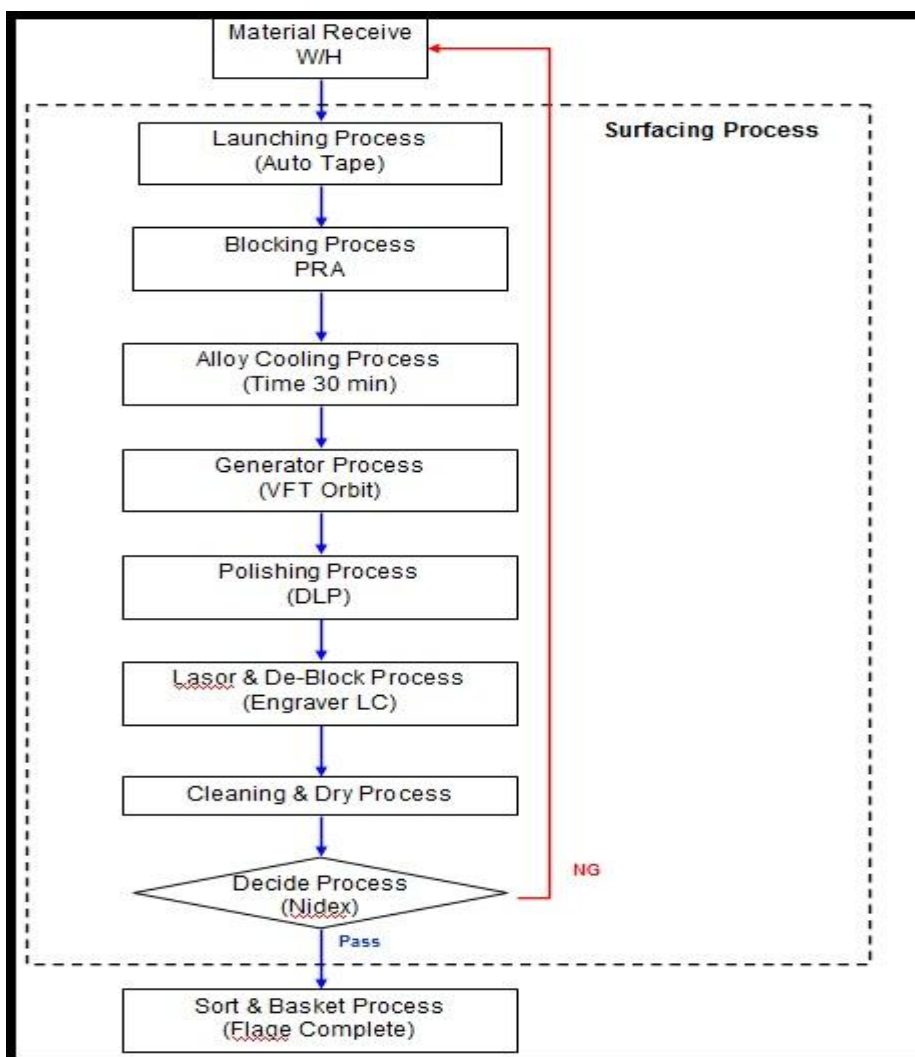 Material Receive
W/H
Surfacing Process
Launching Process
(Auto Tape)
Blocking Process
PRA
Alloy Cooling Process
(Time 30 min)
Generator Process
(VFT Orbit)
Polishing Process
(DLP)
Lasor & De-Block Process
(Engraver LC)
Cleaning & Dry Process
Decide Process
(Nidex)
NG
Pass
Sort & Basket Process
(Flage Complete)